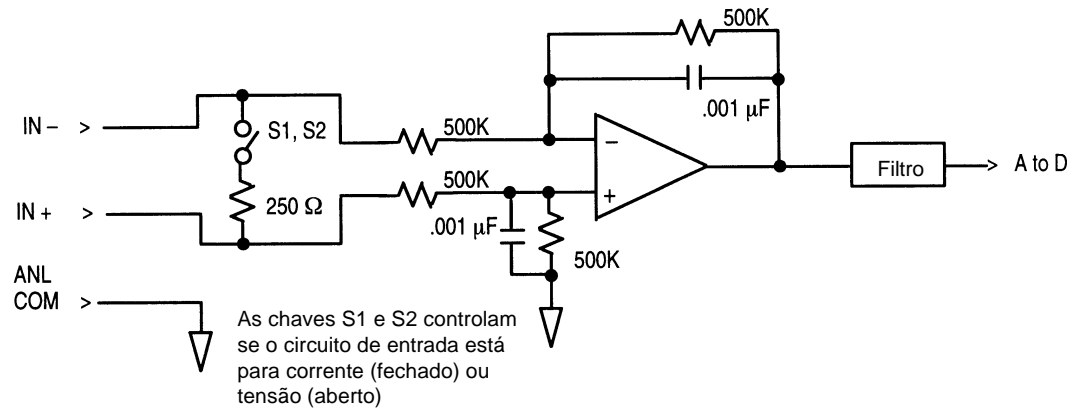 500K
.001 µF
IN –
>
S1, S2
500K
–
Filtro
> A to D
500K
+
IN +
>
250 Ω
.001 µF
500K
ANL
COM >
As chaves S1 e S2 controlam
se o circuito de entrada está
para corrente (fechado) ou
tensão (aberto)